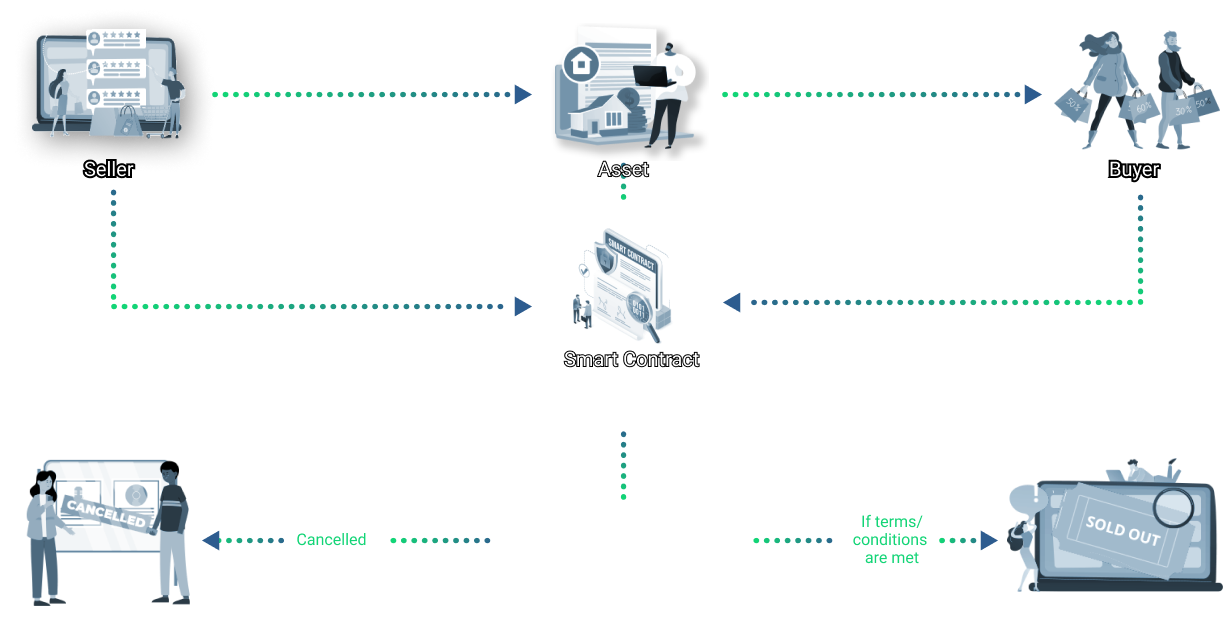 Seller
Asset
Buyer
50%
60%
30%
50%
SMART CONTRACT
Smart Contract
CANCELLED
Cancelled
If terms/
conditions
are met
SOLD OUT